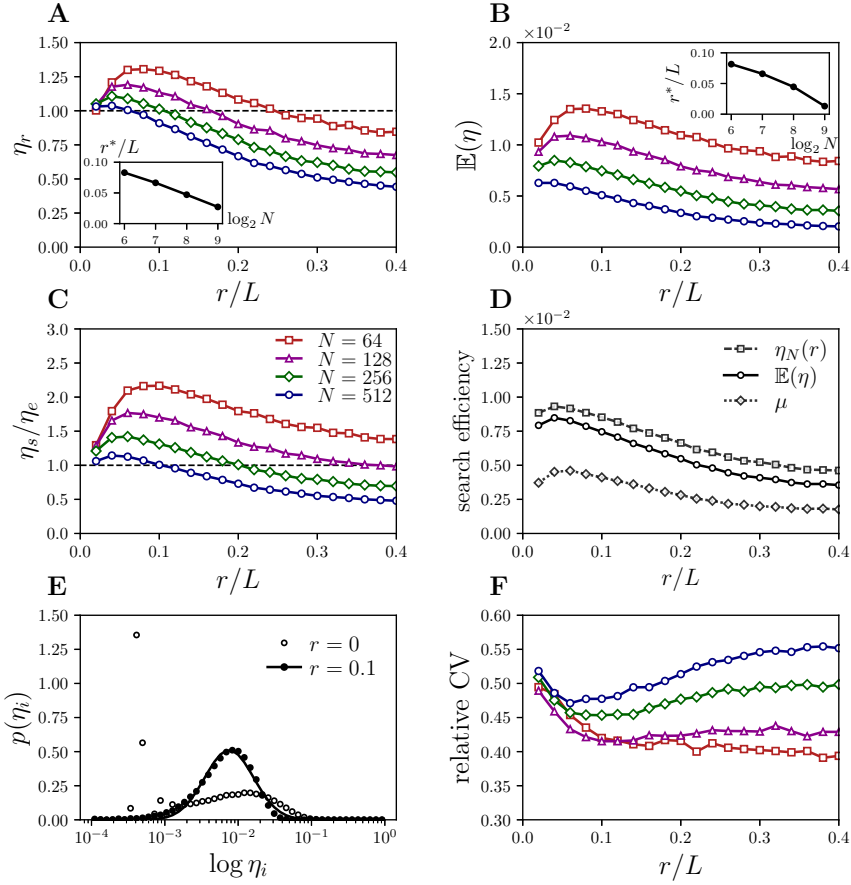 A
1.50
1.25
1.00
0.75
0.50
0.25
0.00
η_r
0.0 0.1 0.2 0.3 0.4
r/L
r*/L
0.10
0.05
0.00
6 7 8 9
log₂ N
B
×10⁻²
2.0
1.5
1.0
0.5
0.0
𝔼(η)
0.0 0.1 0.2 0.3 0.4
r/L
r*/L
0.10
0.05
0.00
6 7 8 9
log₂ N
C
3.0
2.5
2.0
1.5
1.0
0.5
0.0
η_s/η_e
N = 64
N = 128
N = 256
N = 512
0.0 0.1 0.2 0.3 0.4
r/L
D
×10⁻²
1.50
1.25
1.00
0.75
0.50
0.25
0.00
search efficiency
η_N(r)
𝔼(η)
μ
0.0 0.1 0.2 0.3 0.4
r/L
E
1.50
1.25
1.00
0.75
0.50
0.25
0.00
p(η_i)
r = 0
r = 0.1
10⁻⁴ 10⁻³ 10⁻² 10⁻¹ 10⁰
log η_i
F
0.60
0.55
0.50
0.45
0.40
0.35
0.30
relative CV
0.0 0.1 0.2 0.3 0.4
r/L